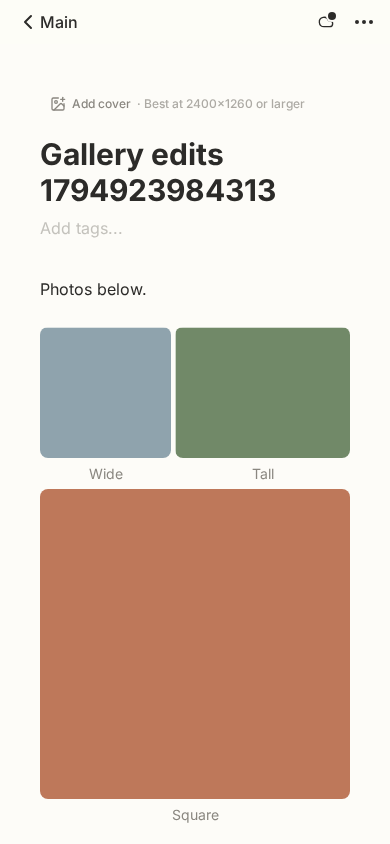 Main
Add cover · Best at 2400×1260 or larger
Gallery edits
1794923984313
Add tags...
Photos below.
Wide Tall
Square